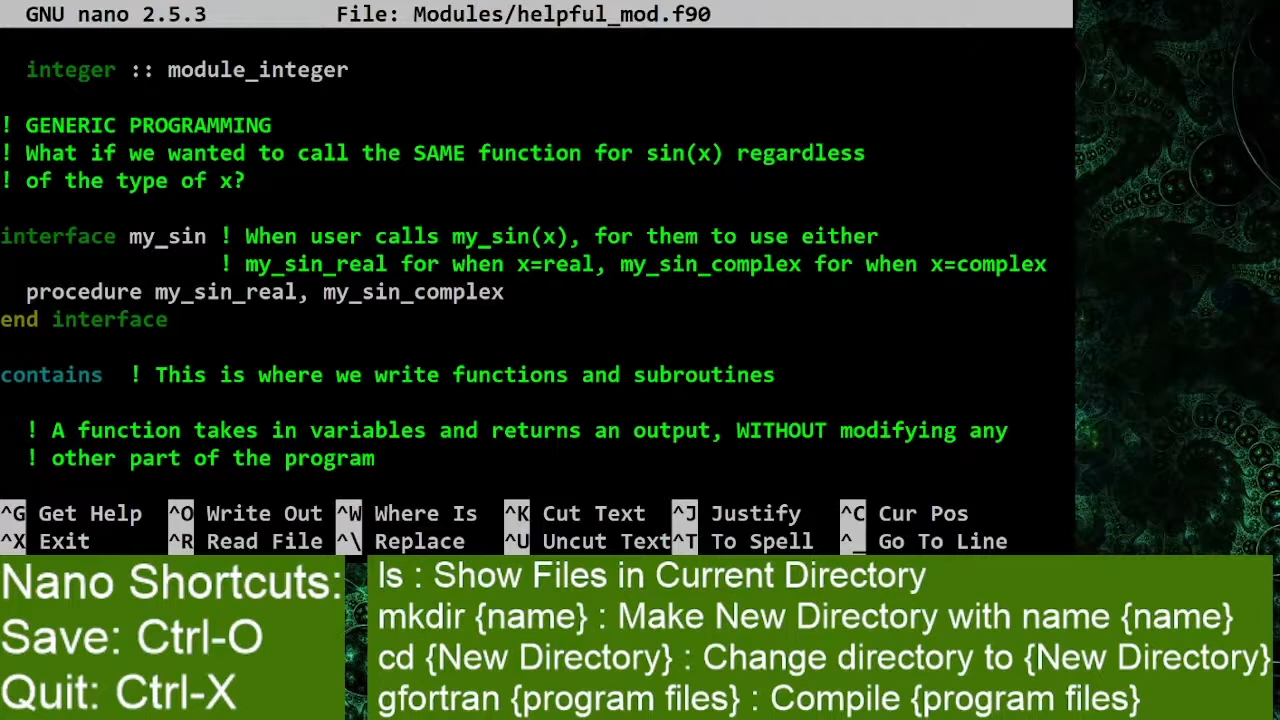 GNU nano 2.5.3 File: Modules/helpful_mod.f90
integer :: module_integer
! GENERIC PROGRAMMING
! What if we wanted to call the SAME function for sin(x) regardless
! of the type of x?
interface my_sin ! When user calls my_sin(x), for them to use either
! my_sin_real for when x=real, my_sin_complex for when x=complex
procedure my_sin_real, my_sin_complex
end interface
contains ! This is where we write functions and subroutines
! A function takes in variables and returns an output, WITHOUT modifying any
! other part of the program
^G Get Help ^O Write Out ^W Where Is ^K Cut Text ^J Justify ^C Cur Pos
^X Exit ^R Read File ^\ Replace ^U Uncut Text ^T To Spell ^_ Go To Line
Nano Shortcuts:
Save: Ctrl-O
Quit: Ctrl-X
ls : Show Files in Current Directory
mkdir {name} : Make New Directory with name {name}
cd {New Directory} : Change directory to {New Directory}
gfortran {program files} : Compile {program files}